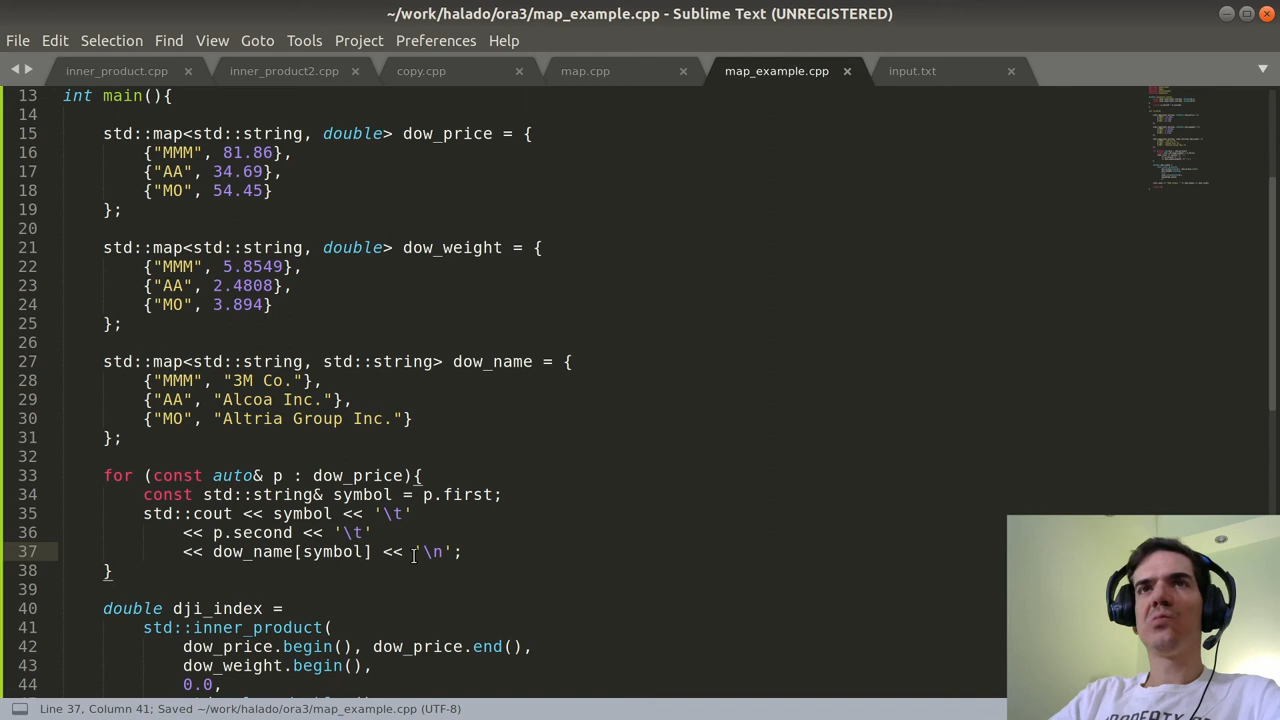 ~/work/halado/ora3/map_example.cpp - Sublime Text (UNREGISTERED)
File Edit Selection Find View Goto Tools Project Preferences Help
inner_product.cpp inner_product2.cpp copy.cpp map.cpp map_example.cpp input.txt
13 int main(){
14
15 std::map<std::string, double> dow_price = {
16 {"MMM", 81.86},
17 {"AA", 34.69},
18 {"MO", 54.45}
19 };
20
21 std::map<std::string, double> dow_weight = {
22 {"MMM", 5.8549},
23 {"AA", 2.4808},
24 {"MO", 3.894}
25 };
26
27 std::map<std::string, std::string> dow_name = {
28 {"MMM", "3M Co."},
29 {"AA", "Alcoa Inc."},
30 {"MO", "Altria Group Inc."}
31 };
32
33 for (const auto& p : dow_price){
34 const std::string& symbol = p.first;
35 std::cout << symbol << '\t'
36 << p.second << '\t'
37 << dow_name[symbol] << '\n';
38 }
39
40 double dji_index =
41 std::inner_product(
42 dow_price.begin(), dow_price.end(),
43 dow_weight.begin(),
44 0.0,
Line 37, Column 41; Saved ~/work/halado/ora3/map_example.cpp (UTF-8)
PROPERTY OF